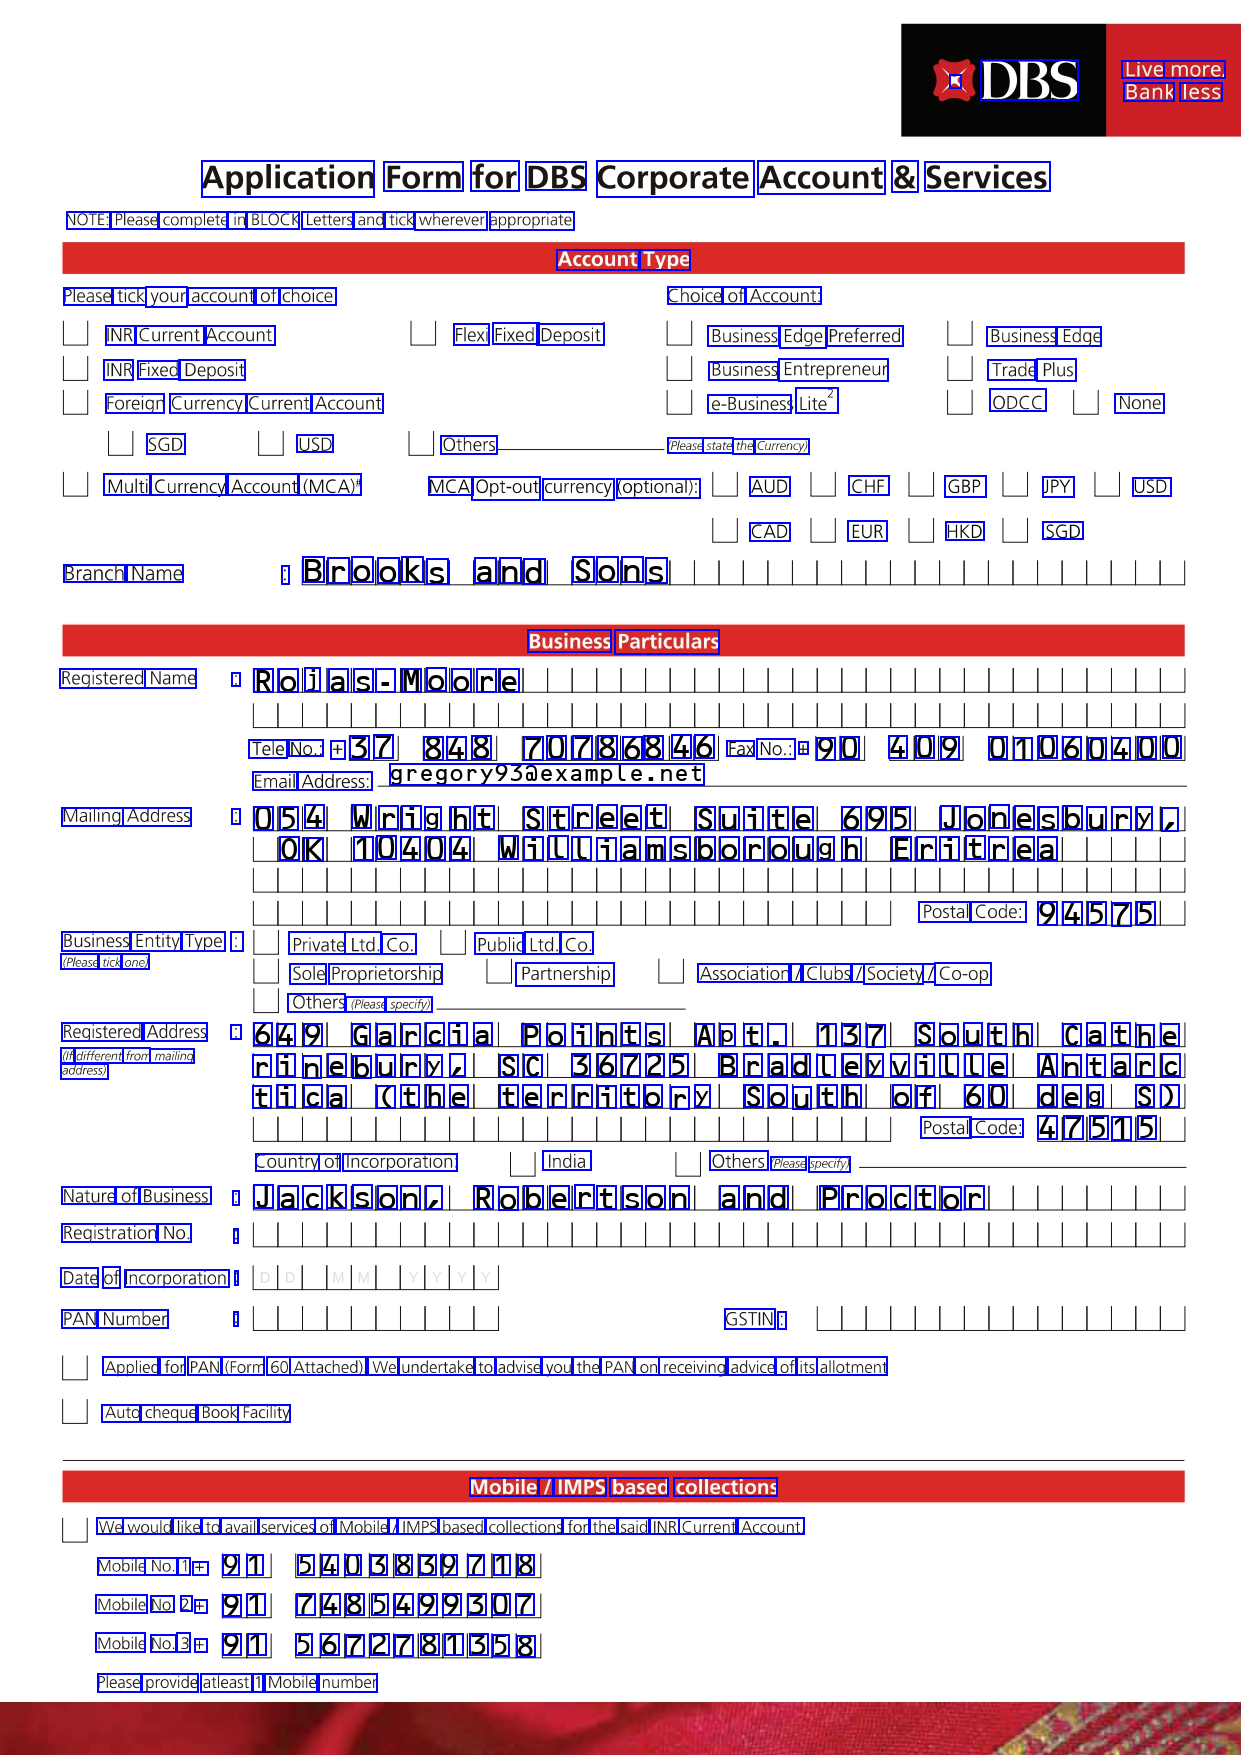 DBS
Live more,
Bank less
Application Form for DBS Corporate Account & Services
NOTE: Please complete in BLOCK Letters and tick wherever appropriate
Account Type
Please tick your account of choice
Choice of Account:
INR Current Account Flexi Fixed Deposit Business Edge Preferred Business Edge
INR Fixed Deposit Business Entrepreneur Trade Plus
Foreign Currency Current Account e-Business Lite² ODCC None
SGD USD Others (Please state the Currency)
Multi Currency Account (MCA)# MCA Opt-out currency (optional): AUD CHF GBP JPY USD
CAD EUR HKD SGD
Branch Name : Brooks and Sons
Business Particulars
Registered Name : Rojas-Moore
Tele No.: + 37 848 70786846 Fax No.: + 90 409 01060400
Email Address: gregory93@example.net
Mailing Address : 054 Wright Street Suite 695 Jonesbury,
OK 10404 Williamsborough Eritrea
Postal Code: 94575
Business Entity Type : Private Ltd. Co. Public Ltd. Co.
(Please tick one)
Sole Proprietorship Partnership Association / Clubs / Society / Co-op
Others (Please specify)
Registered Address : 649 Garcia Points Apt. 137 South Cathe
(If different from mailing address)
rinebury, SC 36725 Bradleyville Antarc
tica (the territory South of 60 deg S)
Postal Code: 47515
Country of Incorporation: India Others (Please specify)
Nature of Business : Jackson, Robertson and Proctor
Registration No. :
Date of Incorporation : D D M M Y Y Y Y
PAN Number : GSTIN :
Applied for PAN (Form 60 Attached). We undertake to advise you the PAN on receiving advice of its allotment
Auto cheque Book Facility
Mobile / IMPS based collections
We would like to avail services of Mobile / IMPS based collections for the said INR Current Account.
Mobile No. 1 + 91 5403839718
Mobile No. 2 + 91 7485499307
Mobile No. 3 + 91 5672781358
Please provide atleast 1 Mobile number